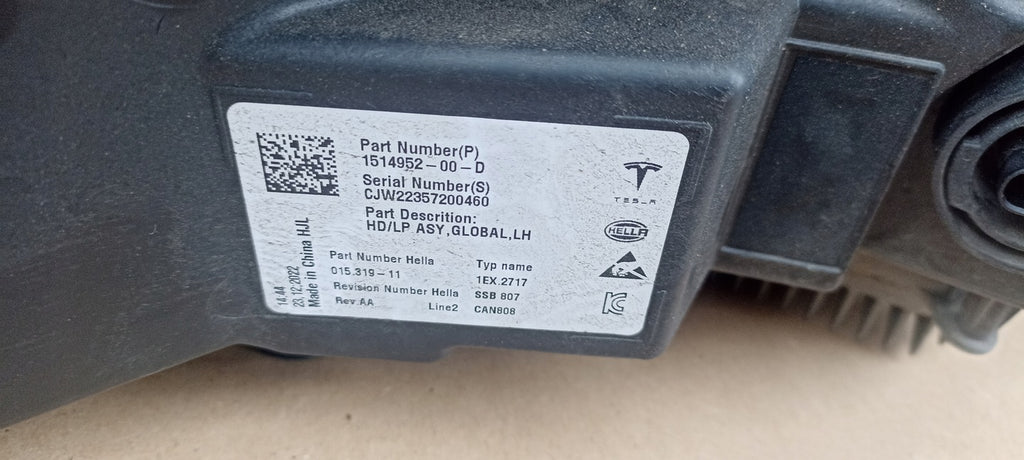 Part Number(P)
1514952-00-D
Serial Number(S)
CJW22357200460
Part Descrition:
HD/LP ASY,GLOBAL,LH
Part Number Hella
015.319-11
Revision Number Hella
Rev.AA
Line2
Typ name
1EX.2717
SSB 807
CAN808
14:44
23.12.2022
Made in China HJL
TESLA
HELLA